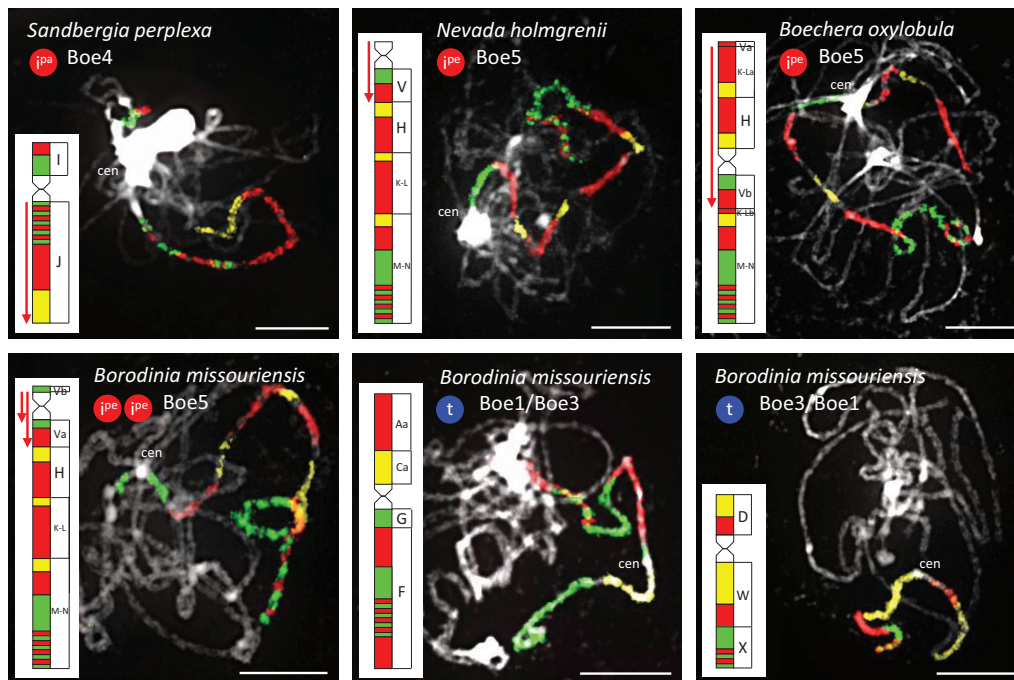 Sandbergia perplexa
ipa Boe4
cen
I
J
Nevada holmgrenii
ipe Boe5
cen
V
H
K-L
M-N
Boechera oxylobula
ipe Boe5
cen
Va
K-La
H
Vb
K-Lb
M-N
Borodinia missouriensis
ipe ipe Boe5
cen
Vb
Va
H
K-L
M-N
Borodinia missouriensis
t Boe1/Boe3
cen
Aa
Ca
G
F
Borodinia missouriensis
t Boe3/Boe1
cen
D
W
X